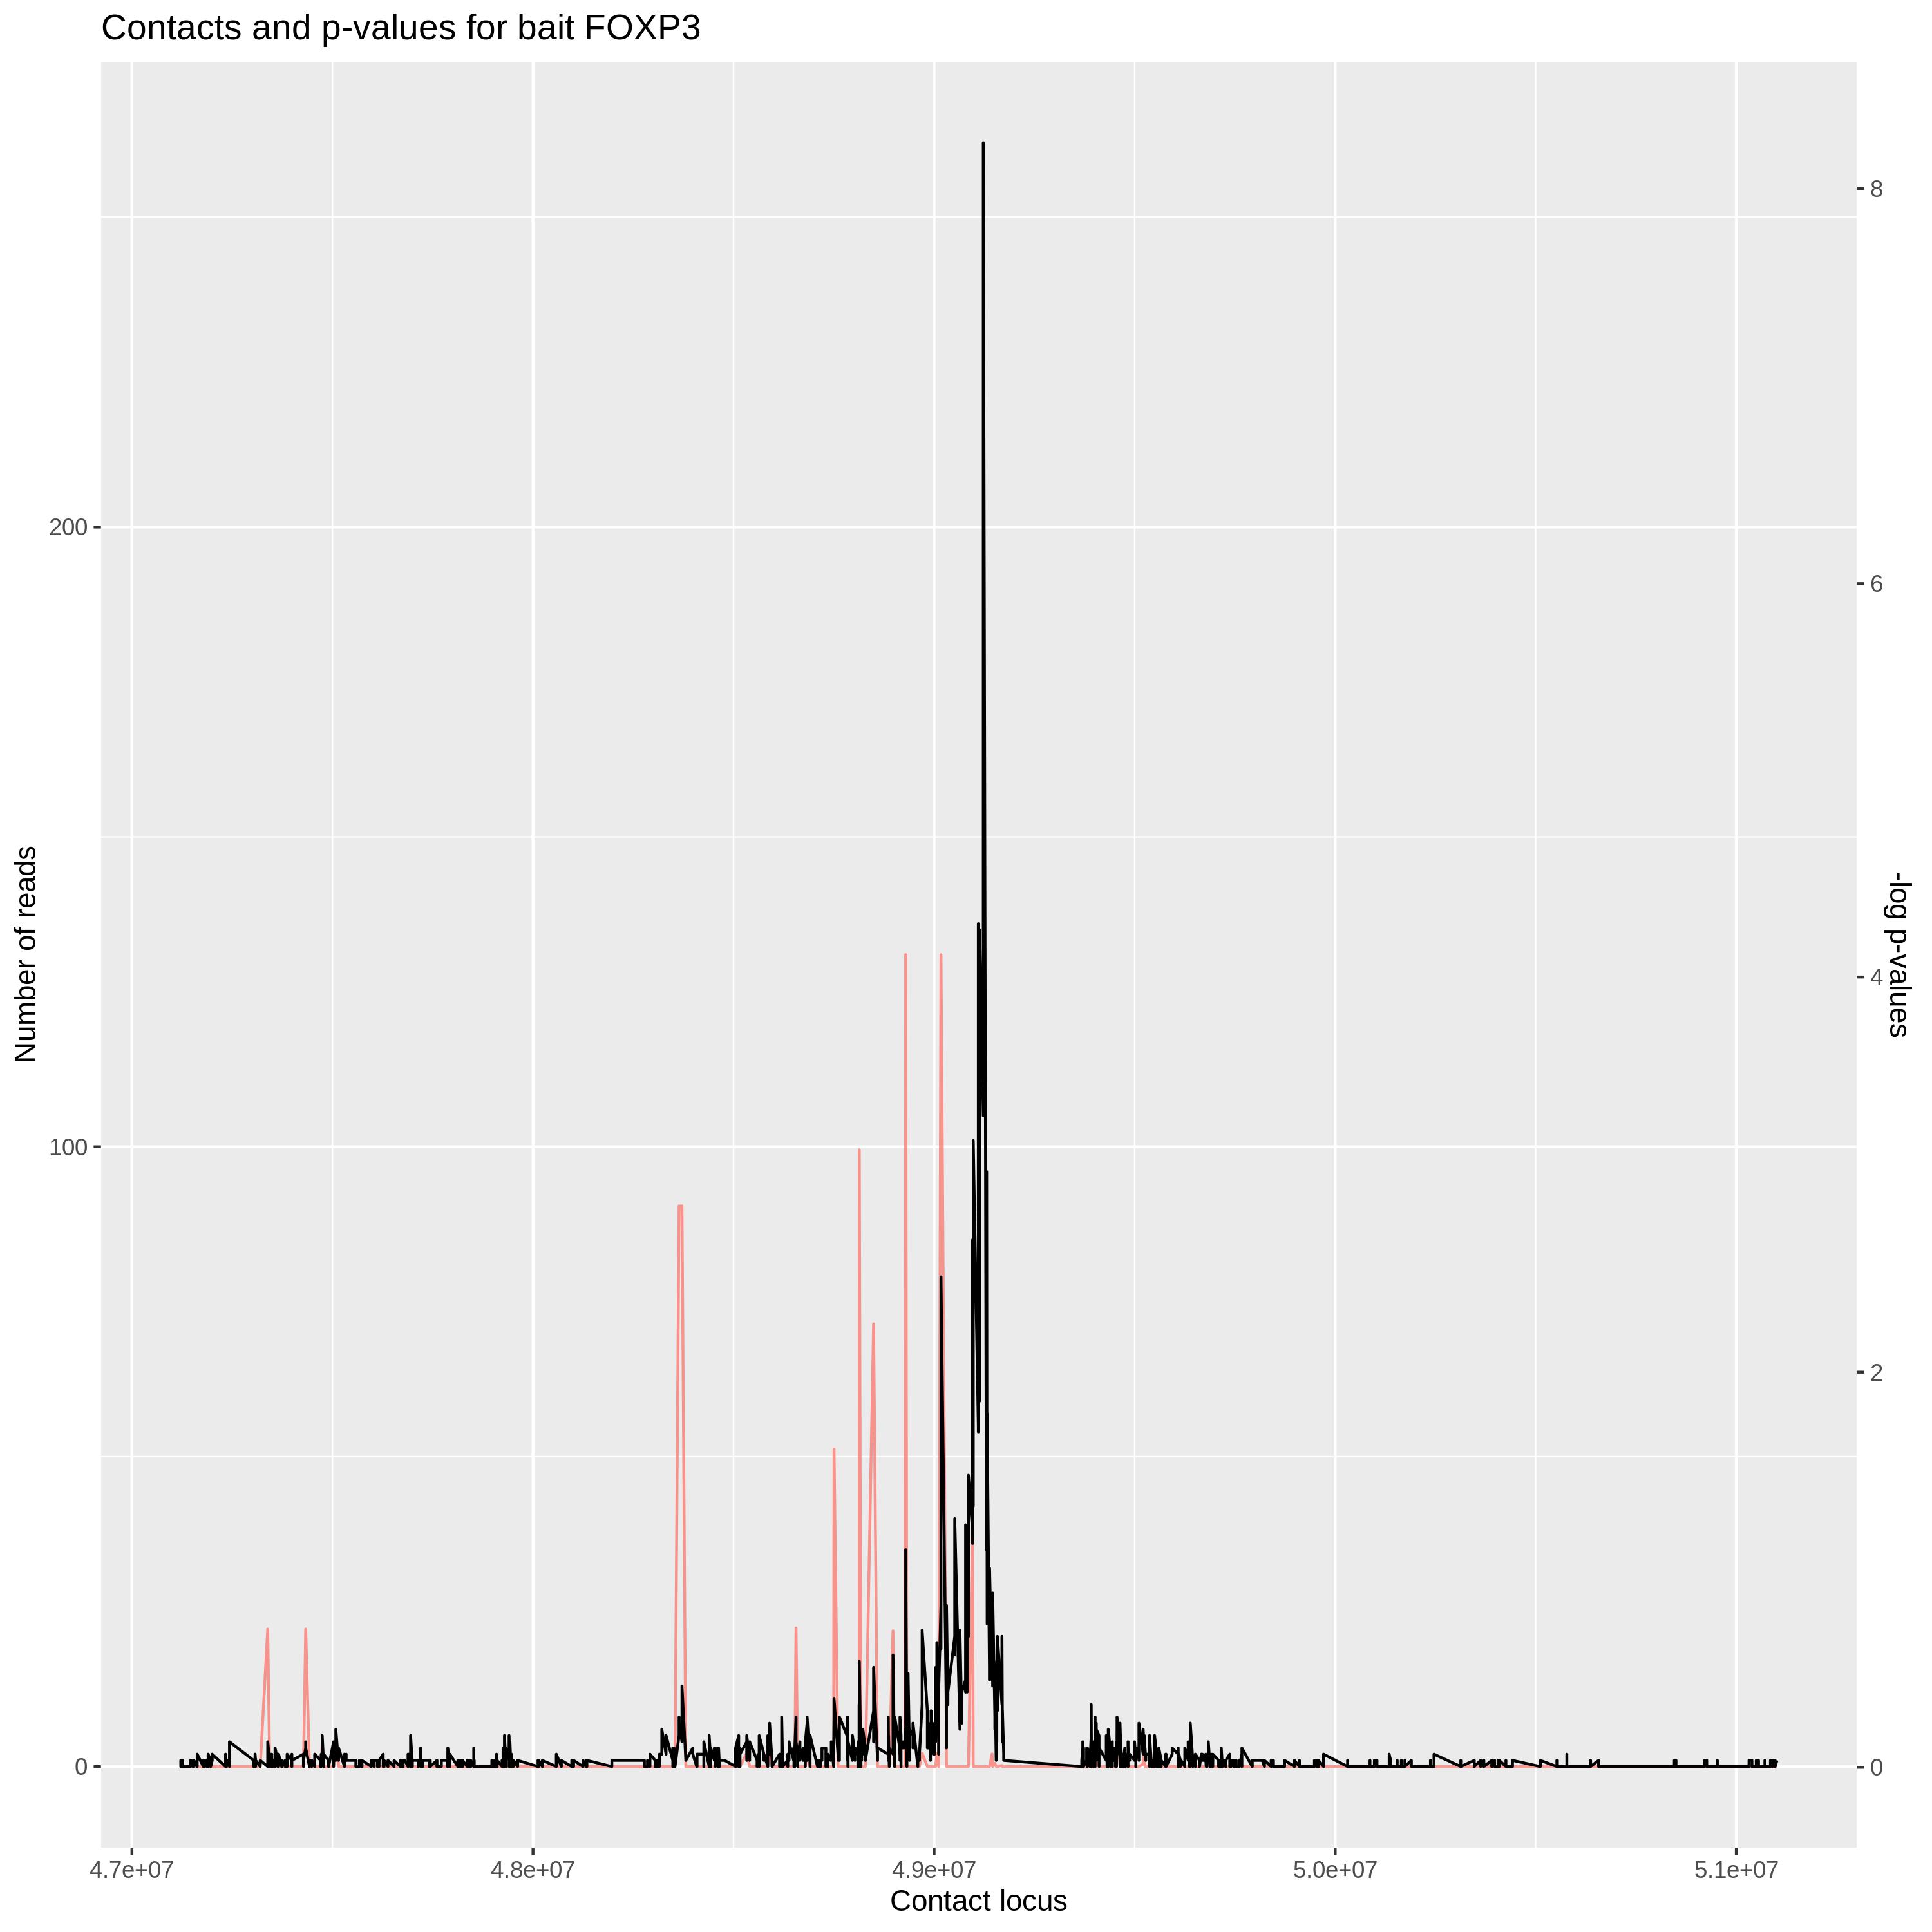 Contacts and p-values for bait FOXP3
Number of reads
200
100
0
8
6
4
2
0
-log p-values
4.7e+07
4.8e+07
4.9e+07
5.0e+07
5.1e+07
Contact locus